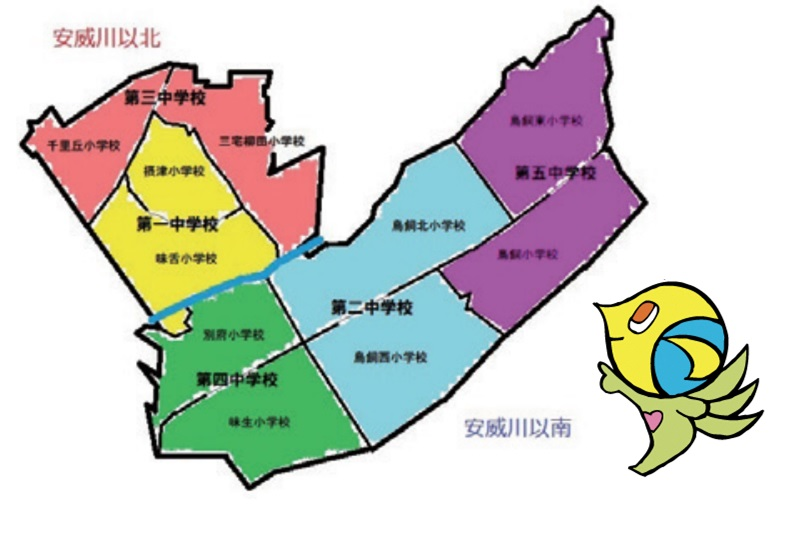 安威川以北
第三中学校
千里丘小学校
三宅柳田小学校
摂津小学校
第一中学校
味舌小学校
鳥飼東小学校
第五中学校
鳥飼小学校
鳥飼北小学校
第二中学校
鳥飼西小学校
別府小学校
第四中学校
味生小学校
安威川以南